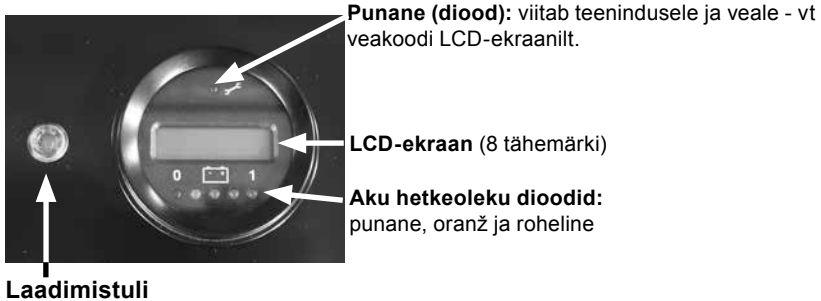 Punane (diood): viitab teenindusele ja veale - vt
veakoodi LCD-ekraanilt.
LCD-ekraan (8 tähemärki)
0 1
Aku hetkeoleku dioodid:
punane, oranž ja roheline
Laadimistuli